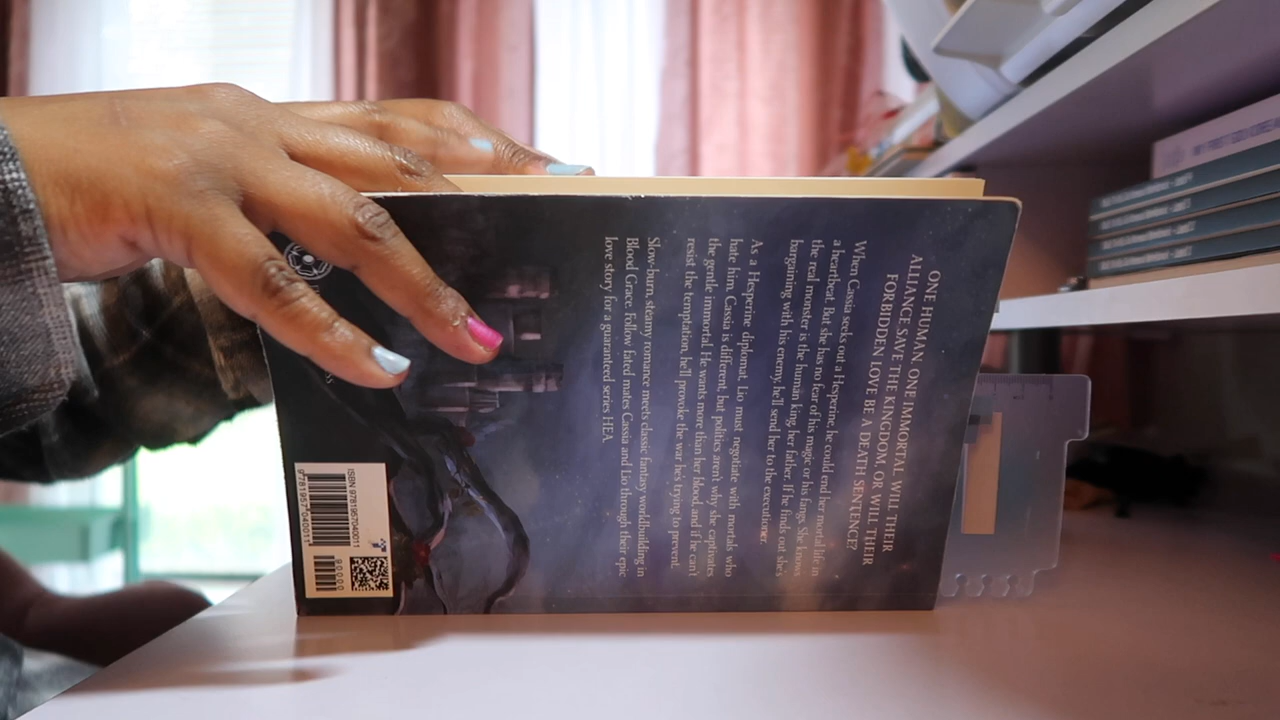 ONE HUMAN. ONE IMMORTAL. WILL THEIR
ALLIANCE SAVE THE KINGDOM, OR WILL THEIR
FORBIDDEN LOVE BE A DEATH SENTENCE?
When Cassia seeks out a Hesperine, he could end her mortal life in
a heartbeat. But she has no fear of his magic or his fangs. She knows
the real monster is the human king, her father. If he finds out she's
bargaining with his enemy, he'll send her to the executioner.
As a Hesperine diplomat, Lio must negotiate with mortals who
hate him. Cassia is different, but politics aren't why she captivates
the gentle immortal. He wants more than her blood, and if he can't
resist the temptation, he'll provoke the war he's trying to prevent.
Slow-burn, steamy romance meets classic fantasy worldbuilding in
Blood Grace. Follow fated mates Cassia and Lio through their epic
love story for a guaranteed series HEA.
ISBN 9781957040011
90000
9781957040011